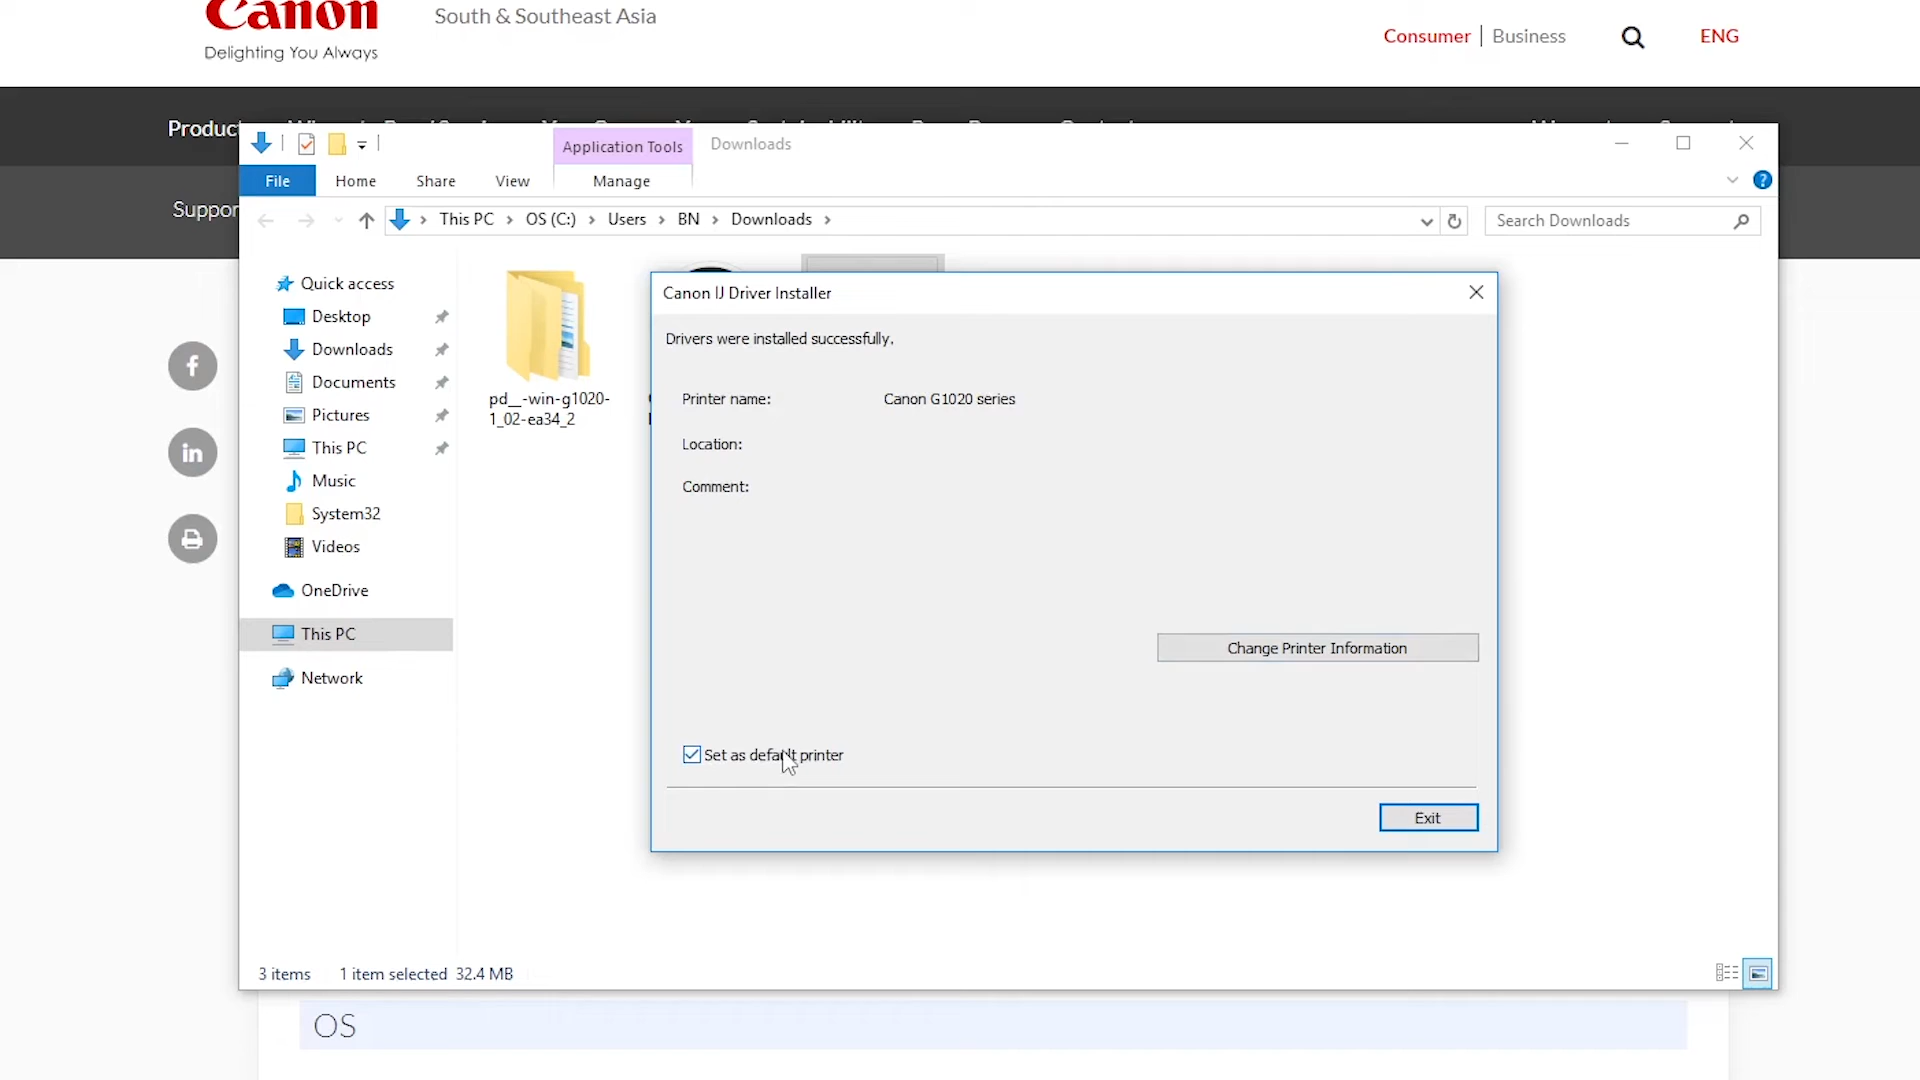 Canon
Delighting You Always
South & Southeast Asia
Consumer | Business
ENG
Application Tools
Downloads
File
Home
Share
View
Manage
Suppor
This PC > OS (C:) > Users > BN > Downloads >
Search Downloads
Quick access
Desktop
Downloads
Documents
Pictures
This PC
Music
System32
Videos
OneDrive
This PC
Network
pd__-win-g1020-
1_02-ea34_2
Canon IJ Driver Installer
Drivers were installed successfully.
Printer name:
Canon G1020 series
Location:
Comment:
Change Printer Information
Set as default printer
Exit
3 items
1 item selected 32.4 MB
OS